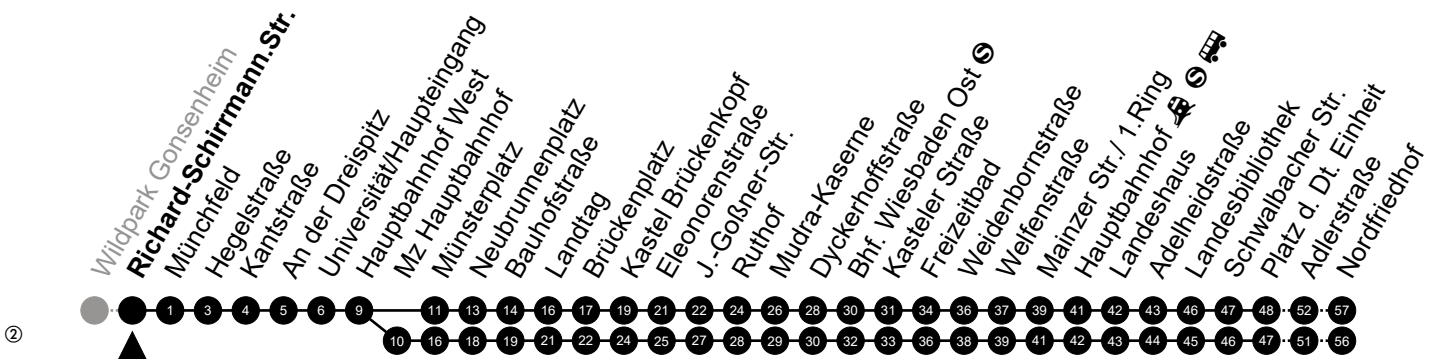 Wildpark Gonsenheim
Richard-Schirrmann.Str.
Münchfeld
Hegelstraße
Kantstraße
An der Dreispitz
Universität/Haupteingang
Hauptbahnhof West
Mz Hauptbahnhof
Münsterplatz
Neubrunnenplatz
Bauhofstraße
Landtag
Brückenplatz
Kastel Brückenkopf
Eleonorenstraße
J.-Goßner-Str.
Ruthof
Mudra-Kaserne
Dyckerhoffstraße
Bhf. Wiesbaden Ost S
Kasteler Straße
Freizeitbad
Weidenbornstraße
Welfenstraße
Mainzer Str./ 1.Ring
Hauptbahnhof S
Landeshaus
Adelheidstraße
Landesbibliothek
Schwalbacher Str.
Platz d. Dt. Einheit
Adlerstraße
Nordfriedhof
1 3 4 5 6 9 11 13 14 16 17 19 21 22 24 26 28 30 31 34 36 37 39 41 42 43 46 46 47 48 52 57
② 10 16 18 19 21 22 24 25 27 28 29 30 32 33 36 38 39 41 42 43 44 45 46 47 51 56